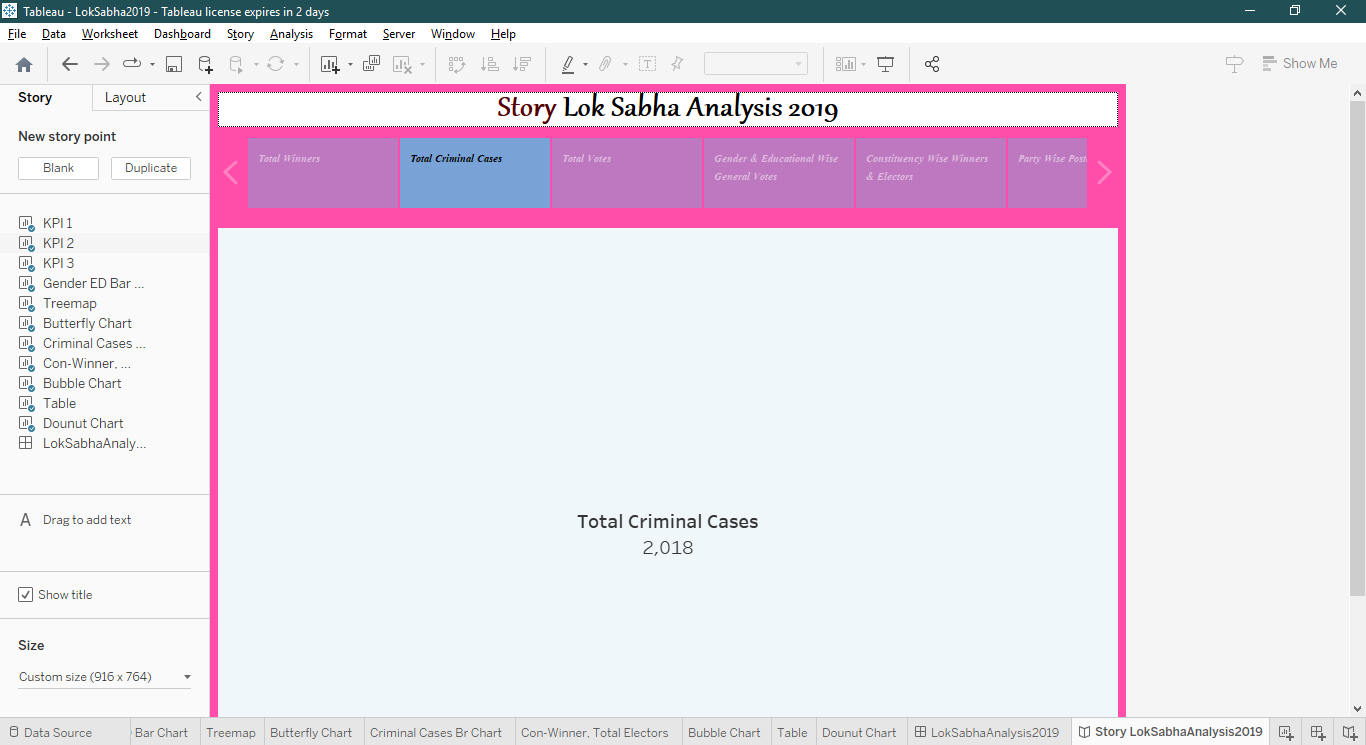 Tableau - LokSabha2019 - Tableau license expires in 2 days
File Data Worksheet Dashboard Story Analysis Format Server Window Help
Show Me
Story Layout
New story point
Blank Duplicate
KPI 1
KPI 2
KPI 3
Gender ED Bar ...
Treemap
Butterfly Chart
Criminal Cases ...
Con-Winner, ...
Bubble Chart
Table
Dounut Chart
LokSabhaAnaly...
A Drag to add text
Show title
Size
Custom size (916 x 764)
Story Lok Sabha Analysis 2019
Total Winners
Total Criminal Cases
Total Votes
Gender & Educational Wise
General Votes
Constituency Wise Winners
& Electors
Party Wise Post
Total Criminal Cases
2,018
Data Source Bar Chart Treemap Butterfly Chart Criminal Cases Br Chart Con-Winner, Total Electors Bubble Chart Table Dounut Chart LokSabhaAnalysis2019 Story LokSabhaAnalysis2019